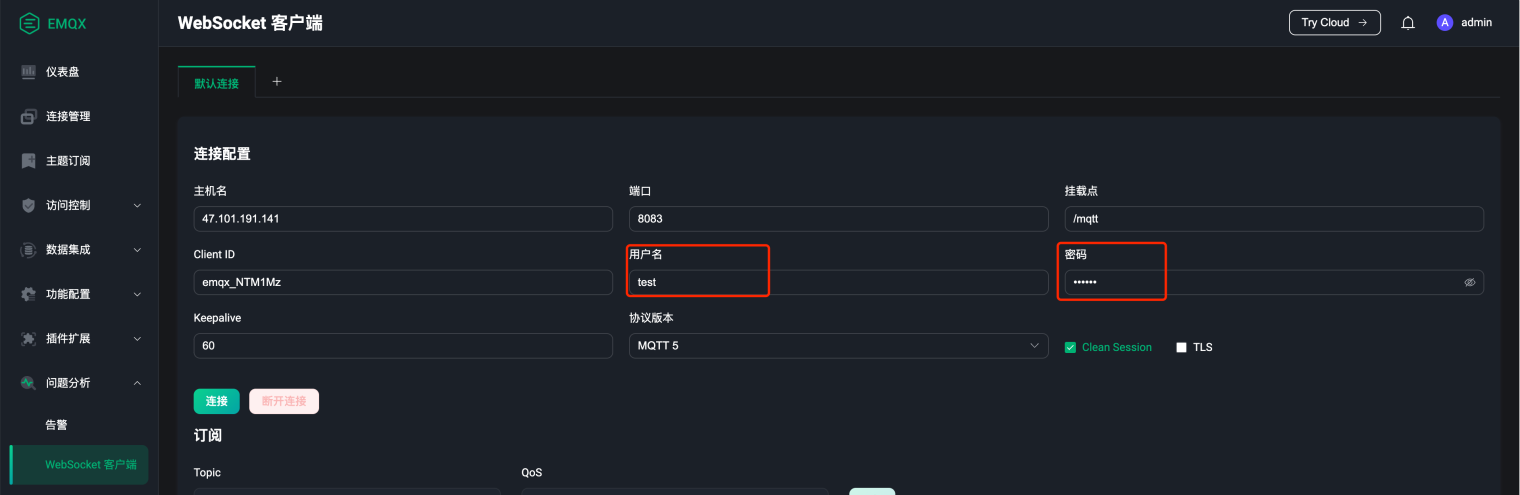 EMQX
WebSocket 客户端
Try Cloud →
A admin
仪表盘
连接管理
主题订阅
访问控制
数据集成
功能配置
插件扩展
问题分析
告警
WebSocket 客户端
默认连接 +
连接配置
主机名 端口 挂载点
47.101.191.141 8083 /mqtt
Client ID 用户名 密码
emqx_NTM1Mz test ••••••
Keepalive 协议版本
60 MQTT 5 Clean Session TLS
连接 断开连接
订阅
Topic QoS